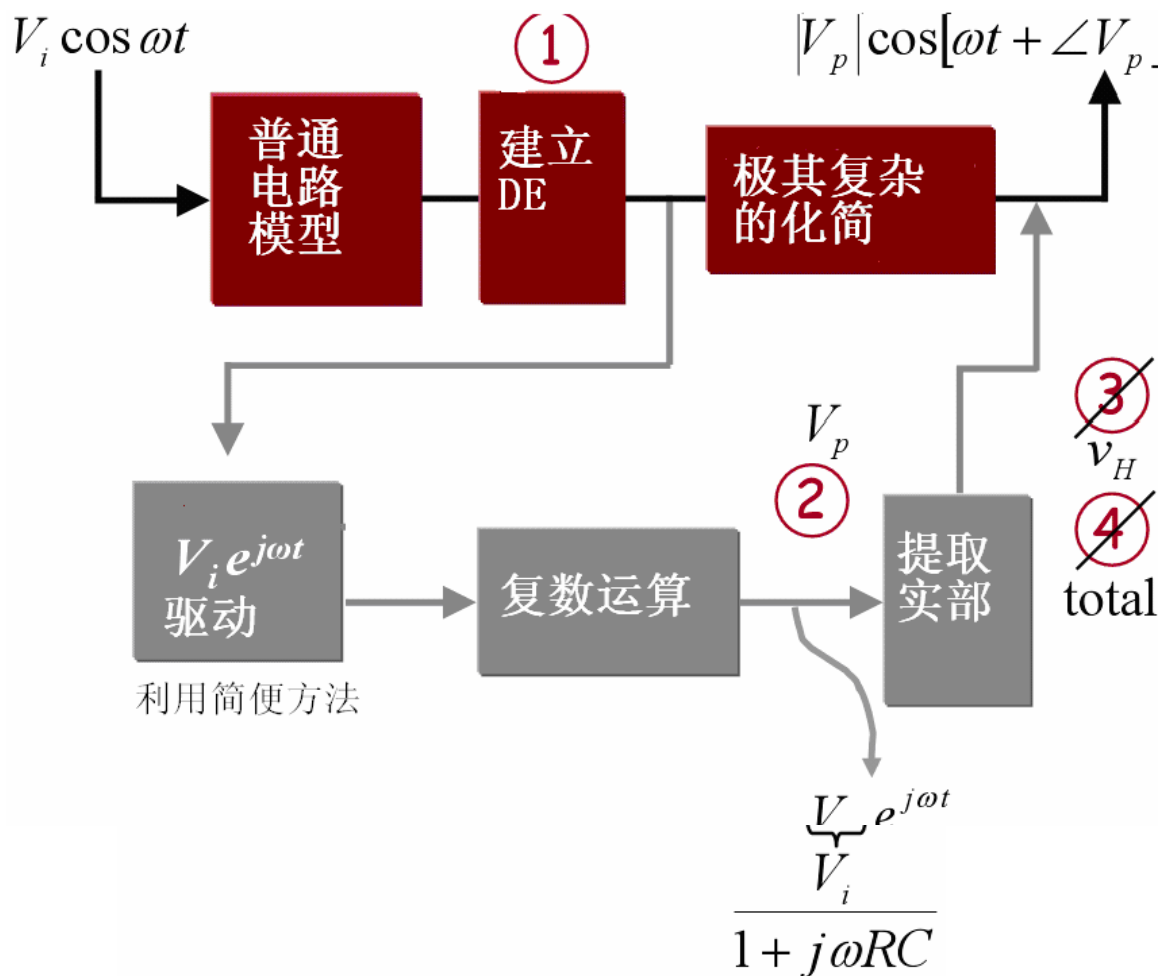 V_i cos ωt
①
|V_p| cos[ωt + ∠V_p
普通
电路
模型
建立
DE
极其复杂
的化简
V_p
②
③
v_H
④
total
V_i e^{jωt}
驱动
复数运算
提取
实部
利用简便方法
V e^{jωt}
V_i
1 + jωRC